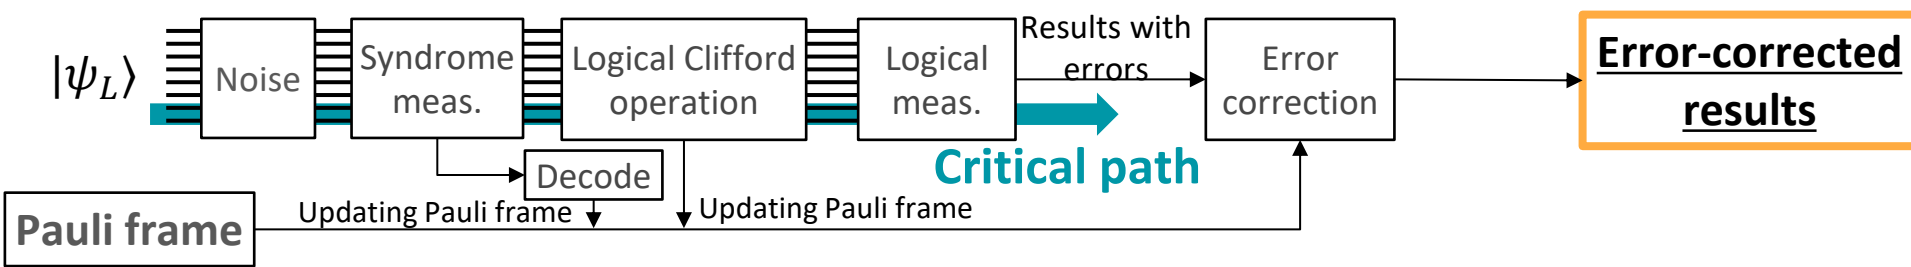 |ψ_L⟩
Noise
Syndrome
meas.
Logical Clifford
operation
Logical
meas.
Results with
errors
Error
correction
Error-corrected
results
Critical path
Decode
Updating Pauli frame
Updating Pauli frame
Pauli frame